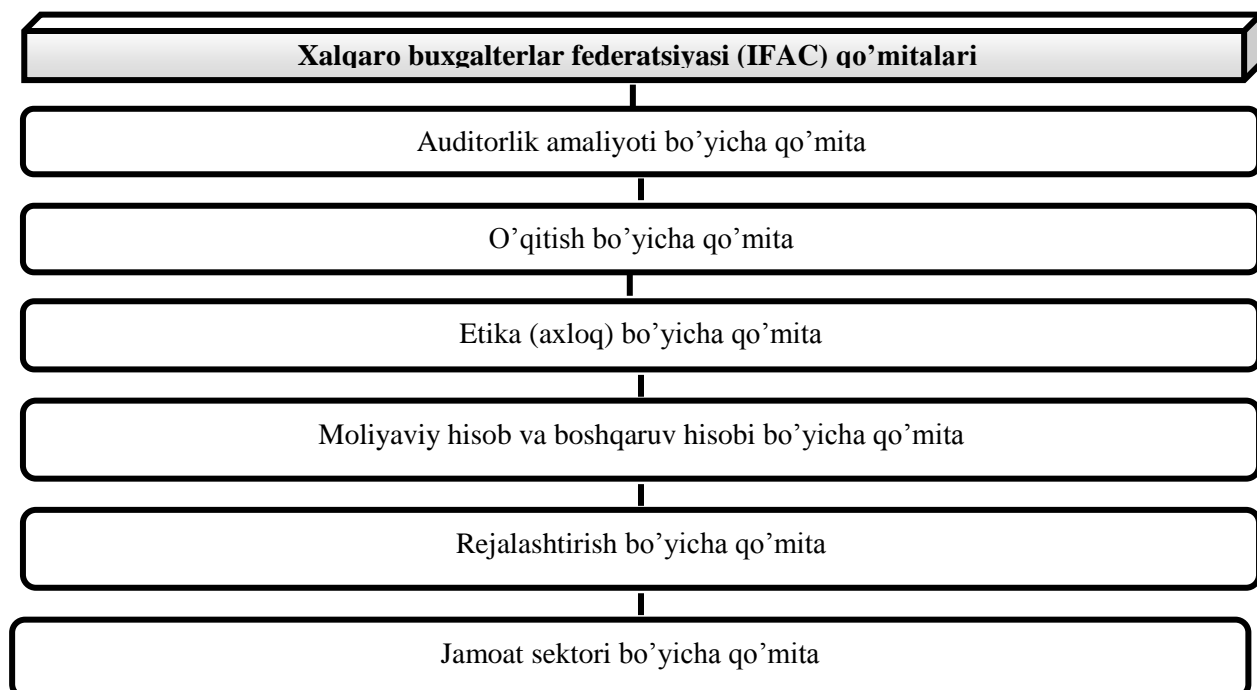 Xalqaro buxgalterlar federatsiyasi (IFAC) qo’mitalari
Auditorlik amaliyoti bo’yicha qo’mita
O’qitish bo’yicha qo’mita
Etika (axloq) bo’yicha qo’mita
Moliyaviy hisob va boshqaruv hisobi bo’yicha qo’mita
Rejalashtirish bo’yicha qo’mita
Jamoat sektori bo’yicha qo’mita